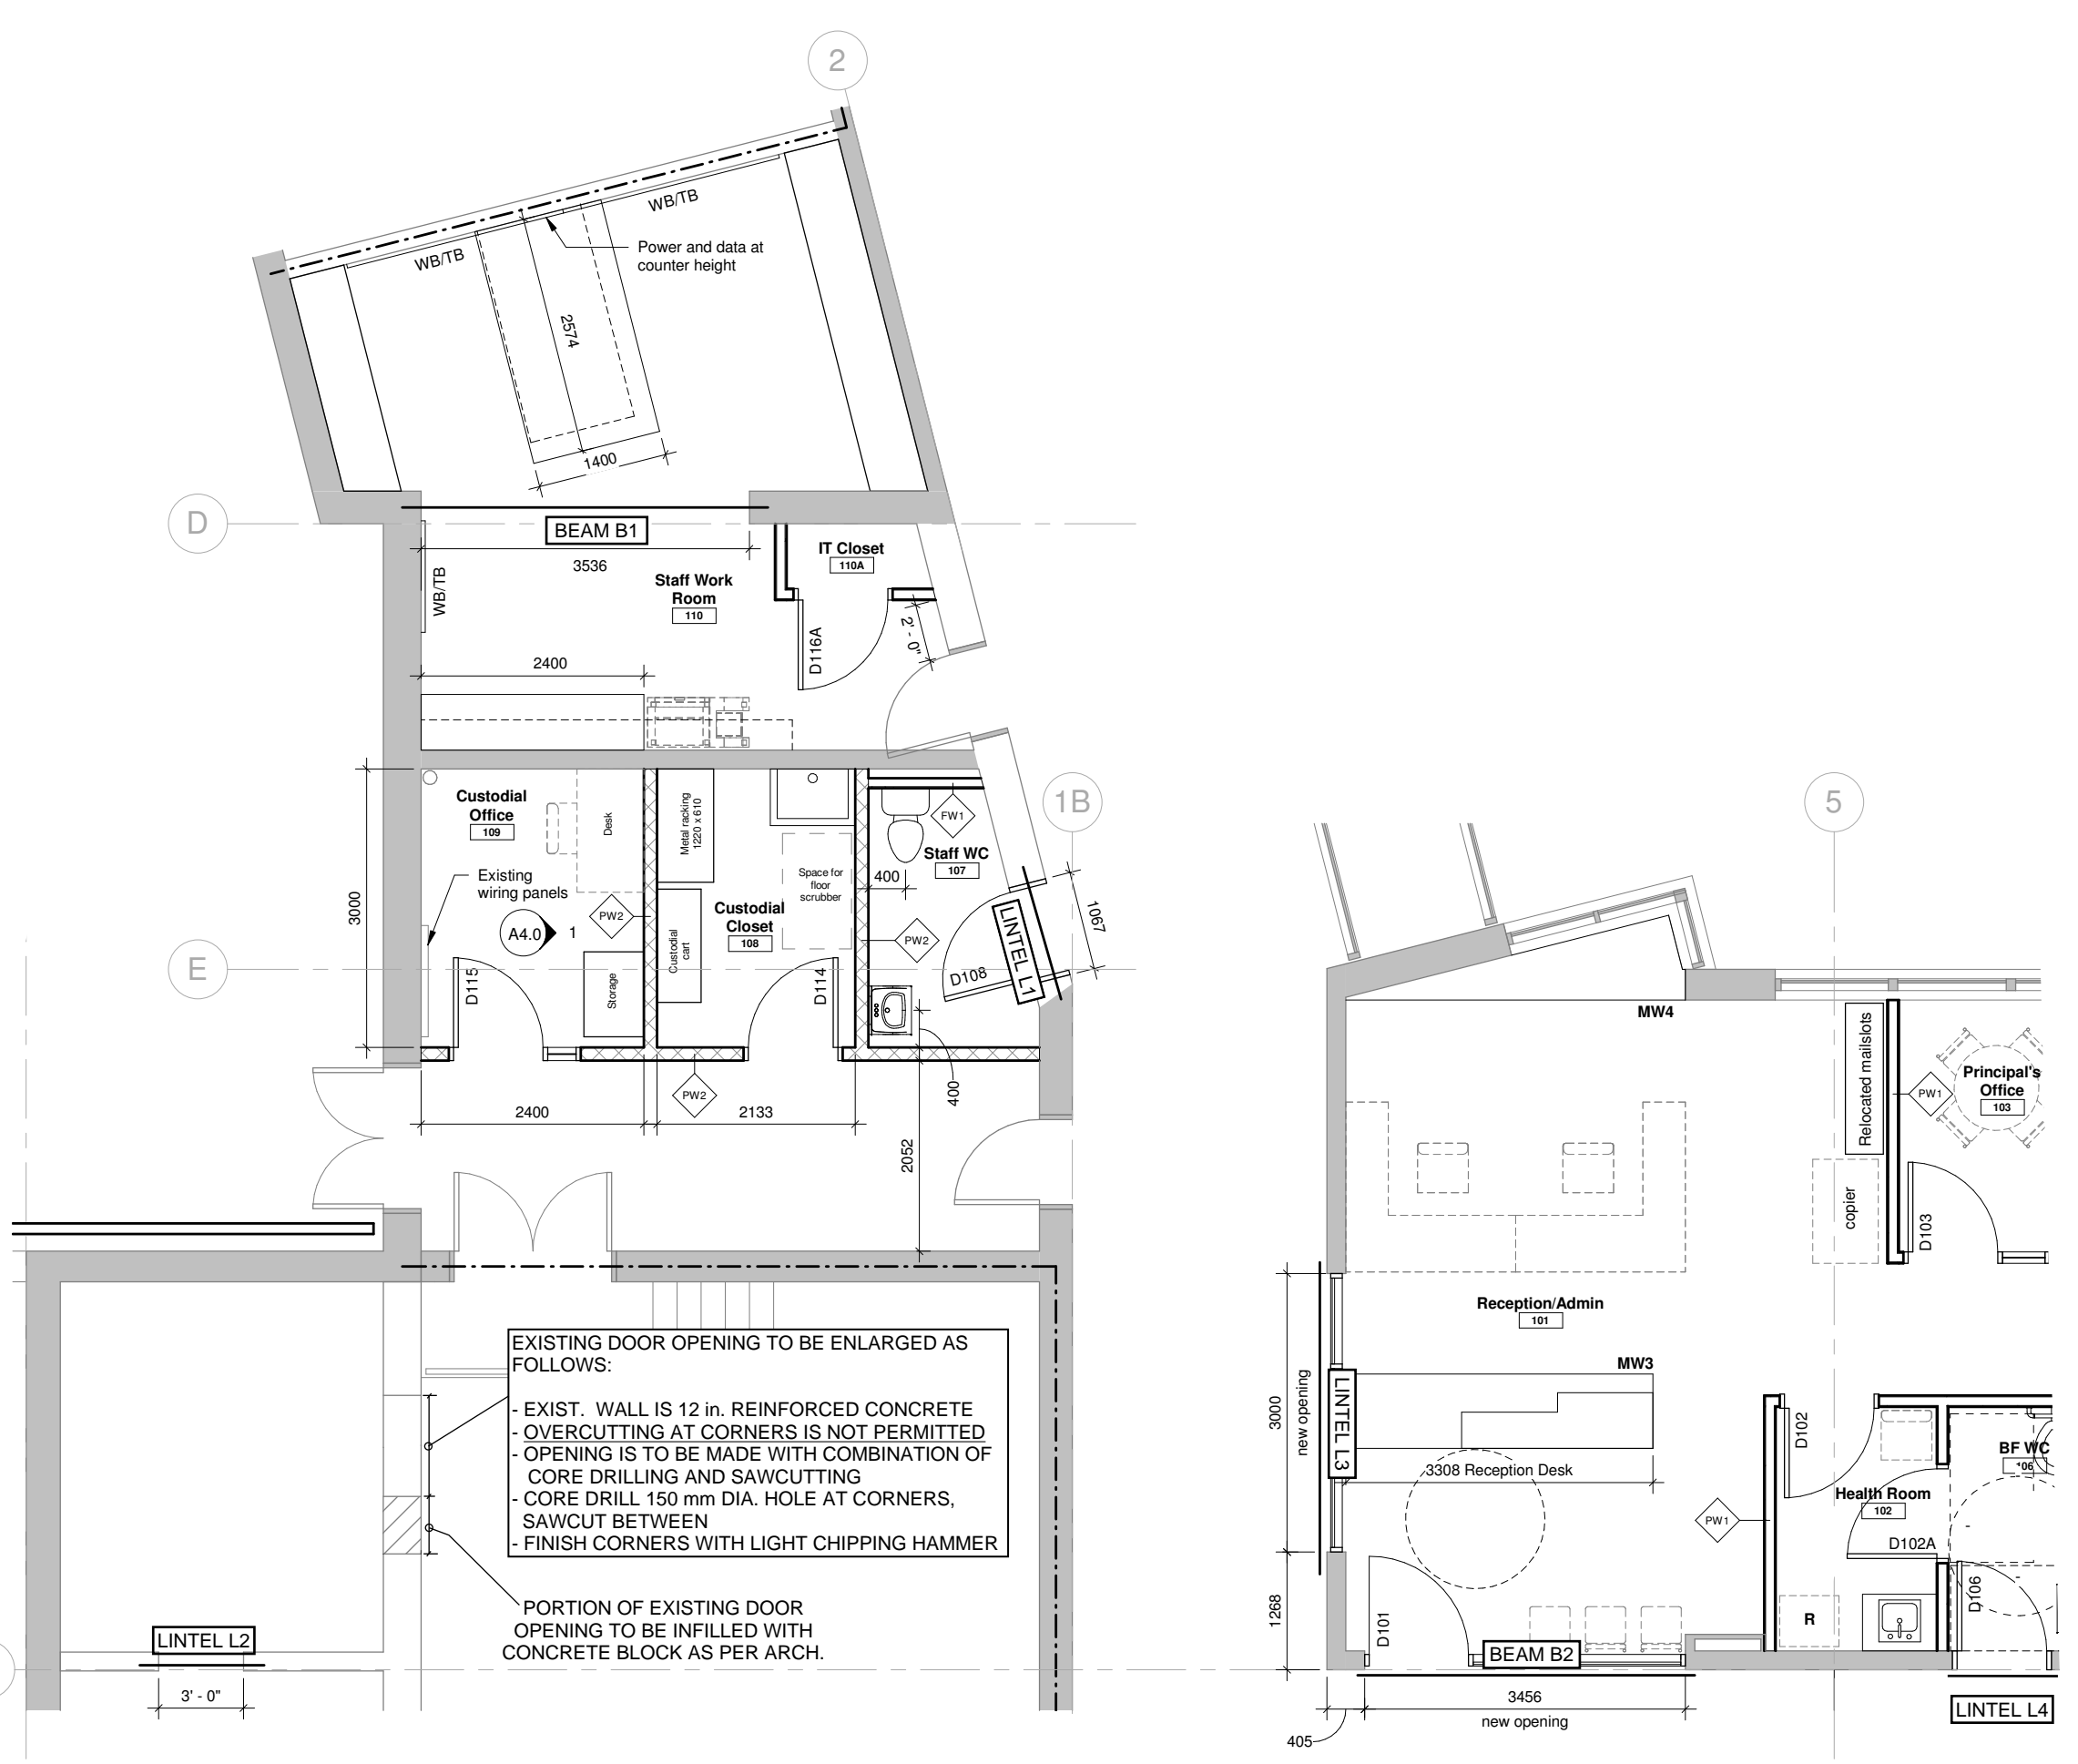 2
WB/TB
WB/TB
Power and data at
counter height
2574
1400
D
BEAM B1
3536
WB/TB
Staff Work
Room
110
IT Closet
110A
D116A
2' - 0"
2400
3000
Custodial
Office
109
Desk
Existing
wiring panels
A4.0
1
PW2
D115
Storage
Metal racking
1220 x 610
Custodial
cart
Custodial
Closet
108
Space for
floor
scrubber
D114
FW1
Staff WC
107
400
PW2
LINTEL L1
D108
1B
1067
E
400
PW2
2400
2133
2052
EXISTING DOOR OPENING TO BE ENLARGED AS
FOLLOWS:
- EXIST. WALL IS 12 in. REINFORCED CONCRETE
- OVERCUTTING AT CORNERS IS NOT PERMITTED
- OPENING IS TO BE MADE WITH COMBINATION OF
CORE DRILLING AND SAWCUTTING
- CORE DRILL 150 mm DIA. HOLE AT CORNERS,
SAWCUT BETWEEN
- FINISH CORNERS WITH LIGHT CHIPPING HAMMER
PORTION OF EXISTING DOOR
OPENING TO BE INFILLED WITH
CONCRETE BLOCK AS PER ARCH.
LINTEL L2
3' - 0"
5
MW4
Relocated mailslots
PW1
Principal's
Office
103
copier
D103
Reception/Admin
101
MW3
3000
new opening
LINTEL L3
3308 Reception Desk
D102
BF WC
106
Health Room
102
PW1
D102A
D106
R
1268
D101
BEAM B2
3456
new opening
405
LINTEL L4